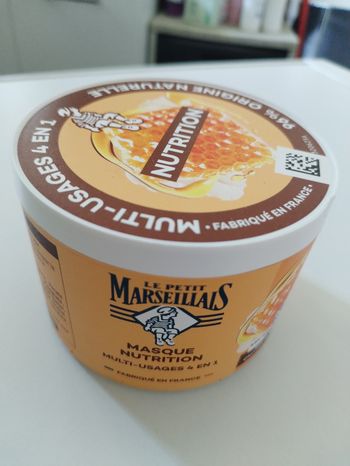 MULTI-USAGES 4 EN 1
96% ORIGINE NATURELLE
• FABRIQUÉ EN FRANCE •
NUTRITION
LE PETIT
MARSEILLAIS
MASQUE
NUTRITION
MULTI-USAGES 4 EN 1
FABRIQUÉ EN FRANCE